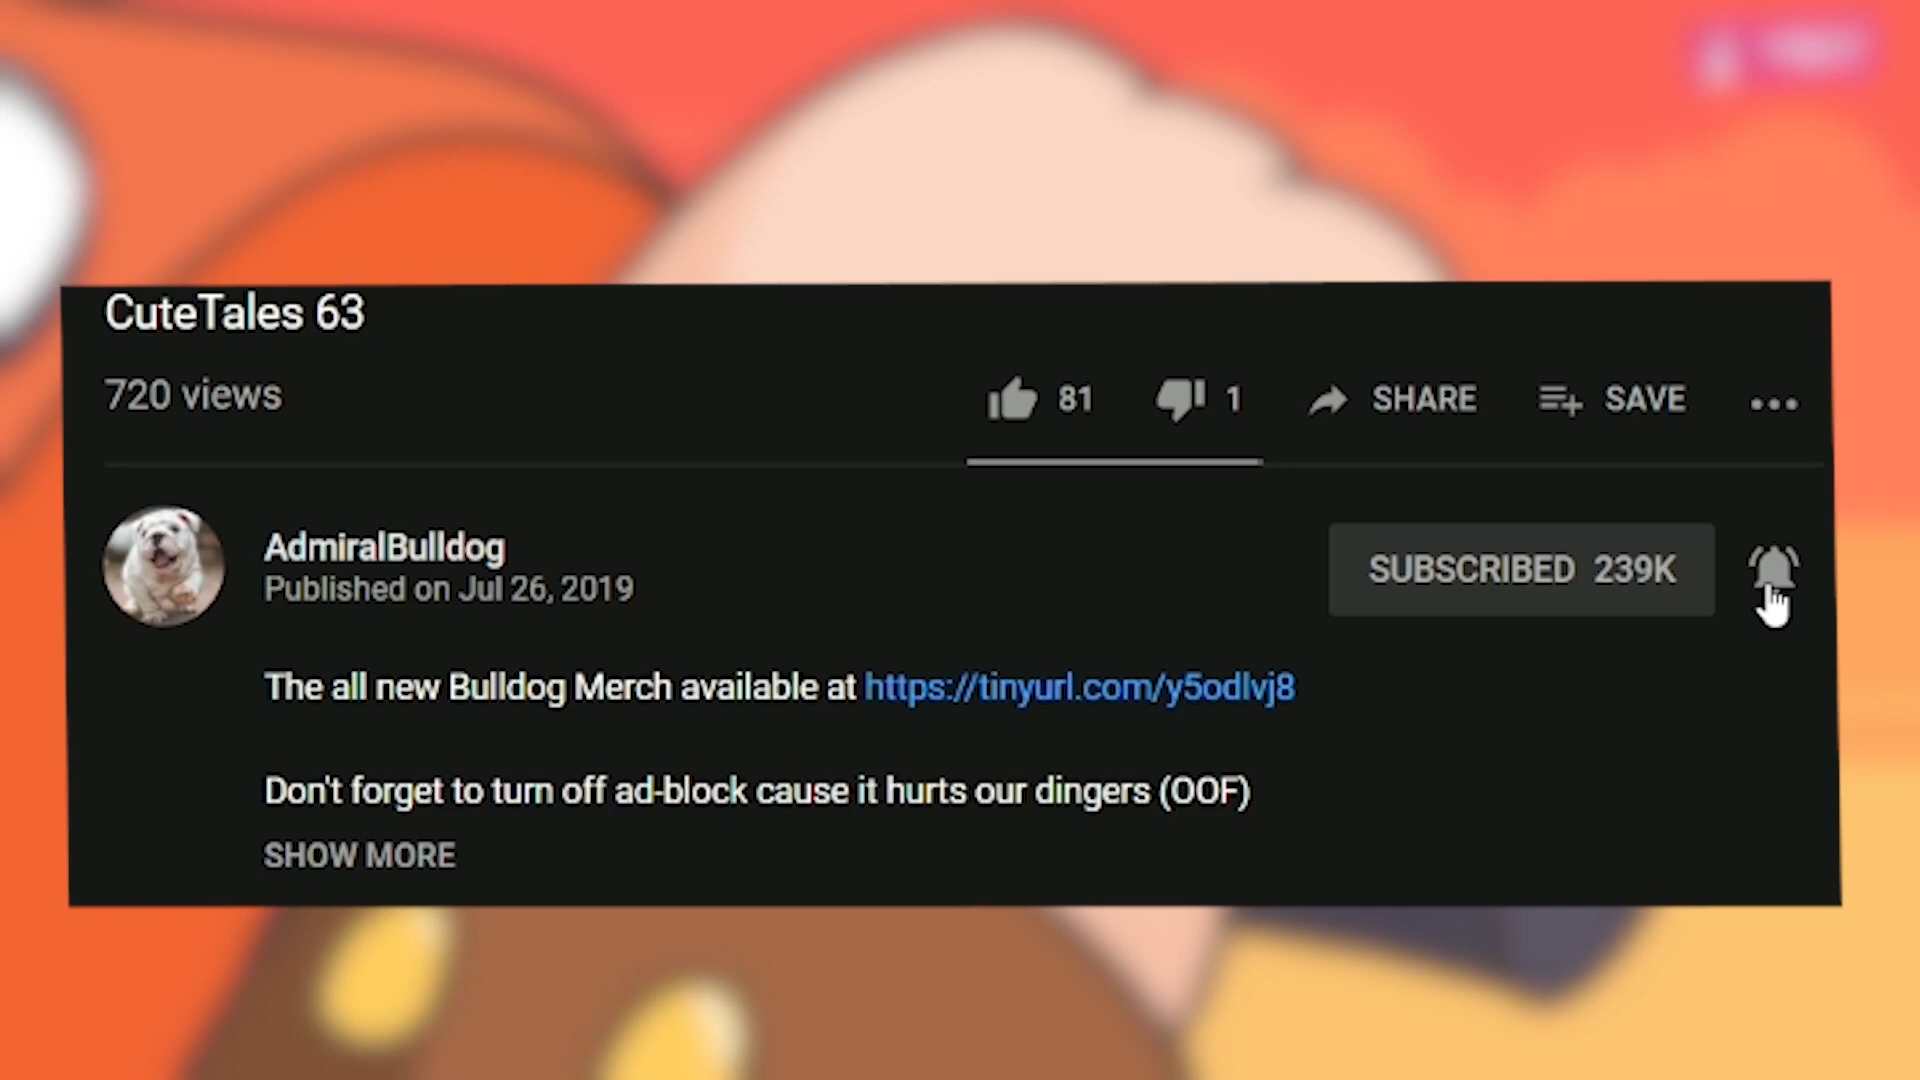 CuteTales 63
720 views
81
1
SHARE
SAVE
AdmiralBulldog
Published on Jul 26, 2019
SUBSCRIBED 239K
The all new Bulldog Merch available at https://tinyurl.com/y5odlvj8
Don't forget to turn off ad-block cause it hurts our dingers (OOF)
SHOW MORE